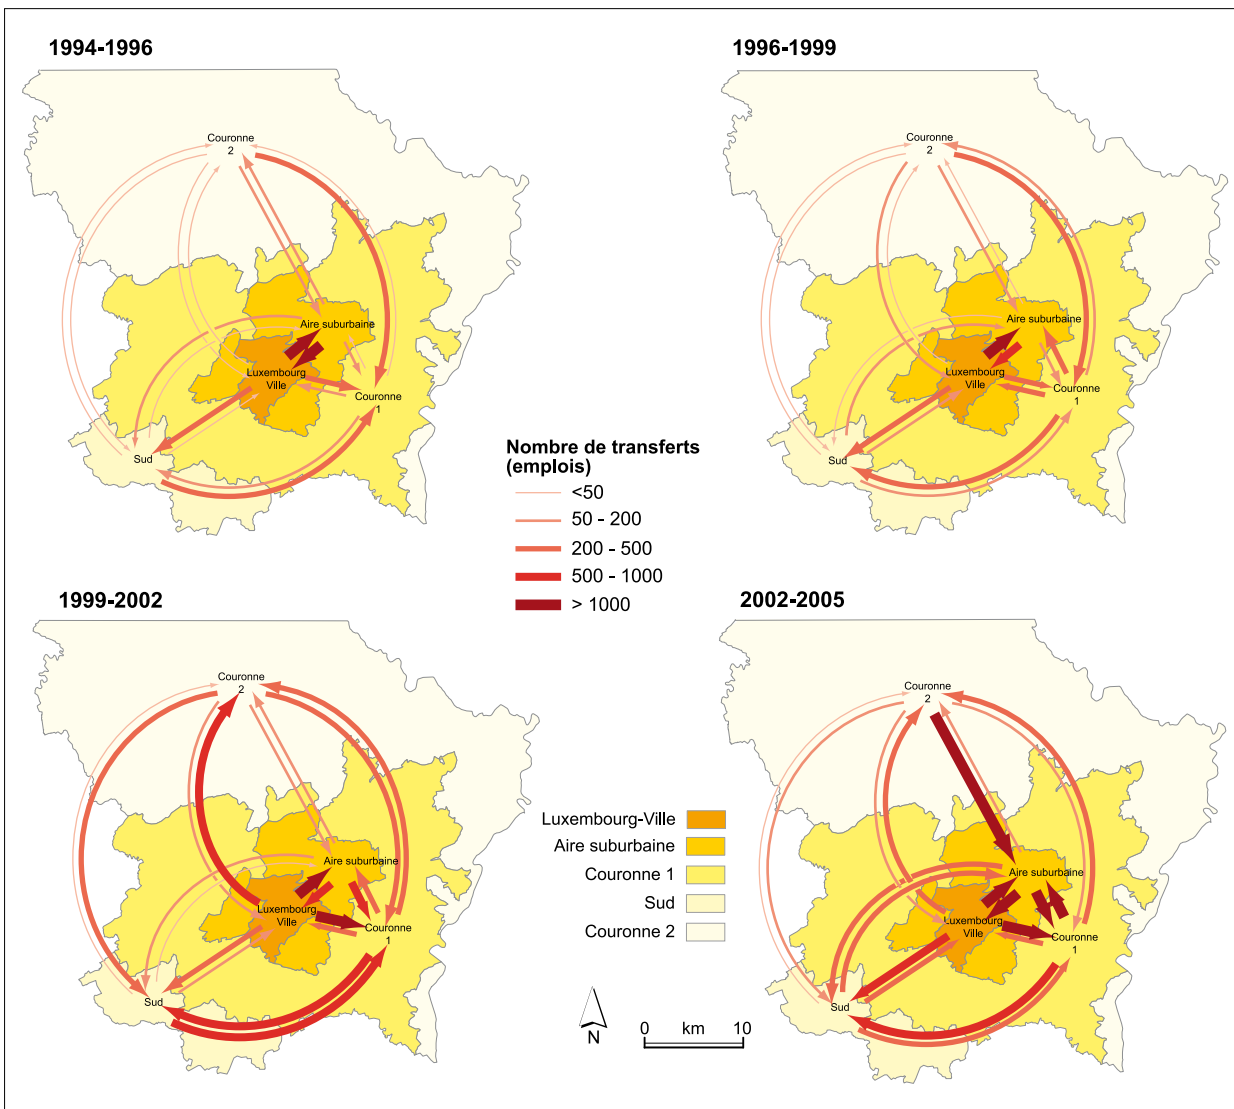 1994-1996
Couronne
2
Aire suburbaine
Luxembourg
Ville
Couronne
1
Sud
1996-1999
Couronne
2
Aire suburbaine
Luxembourg
Ville
Couronne
1
Sud
Nombre de transferts
(emplois)
<50
50 - 200
200 - 500
500 - 1000
> 1000
1999-2002
Couronne
2
Aire suburbaine
Luxembourg
Ville
Couronne
1
Sud
2002-2005
Couronne
2
Aire suburbaine
Luxembourg
Ville
Couronne
1
Sud
Luxembourg-Ville
Aire suburbaine
Couronne 1
Sud
Couronne 2
N
0 km 10